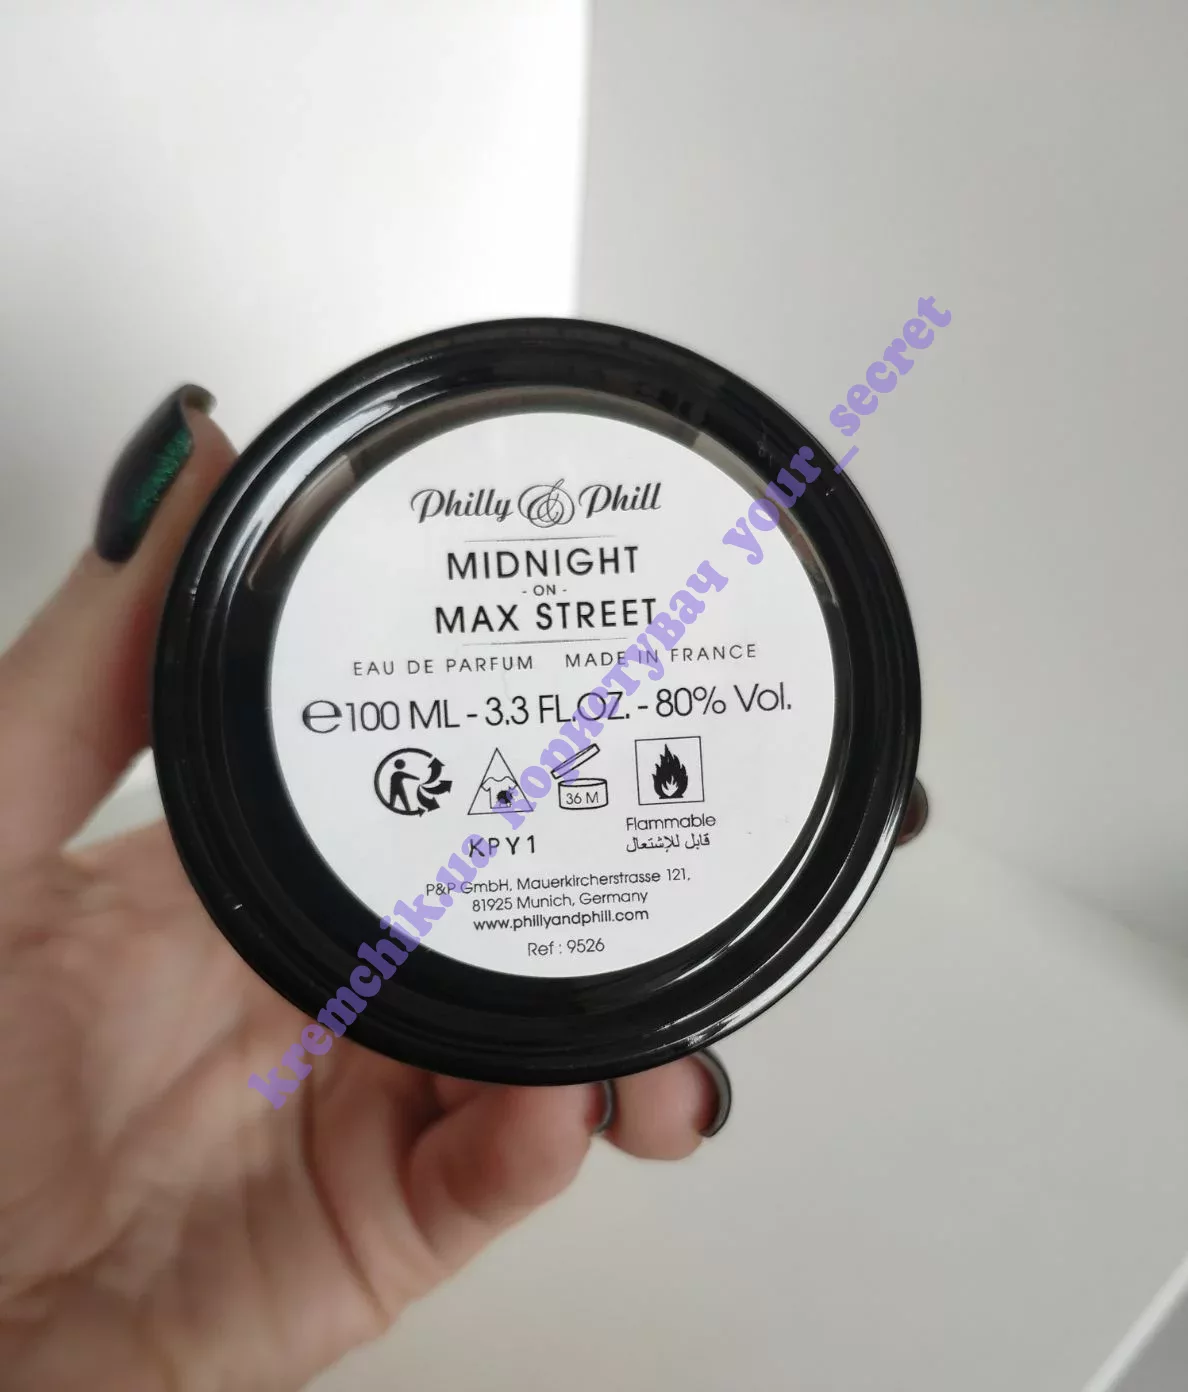 Philly & Phill
MIDNIGHT
- ON -
MAX STREET
EAU DE PARFUM MADE IN FRANCE
℮100 ML - 3.3 FL.OZ. - 80% Vol.
36 M
KPY1
Flammable
قابل للإشتعال
P&P GmbH, Mauerkircherstrasse 121,
81925 Munich, Germany
www.phillyandphill.com
Ref : 9526
kremchik.ua користувач your_secret